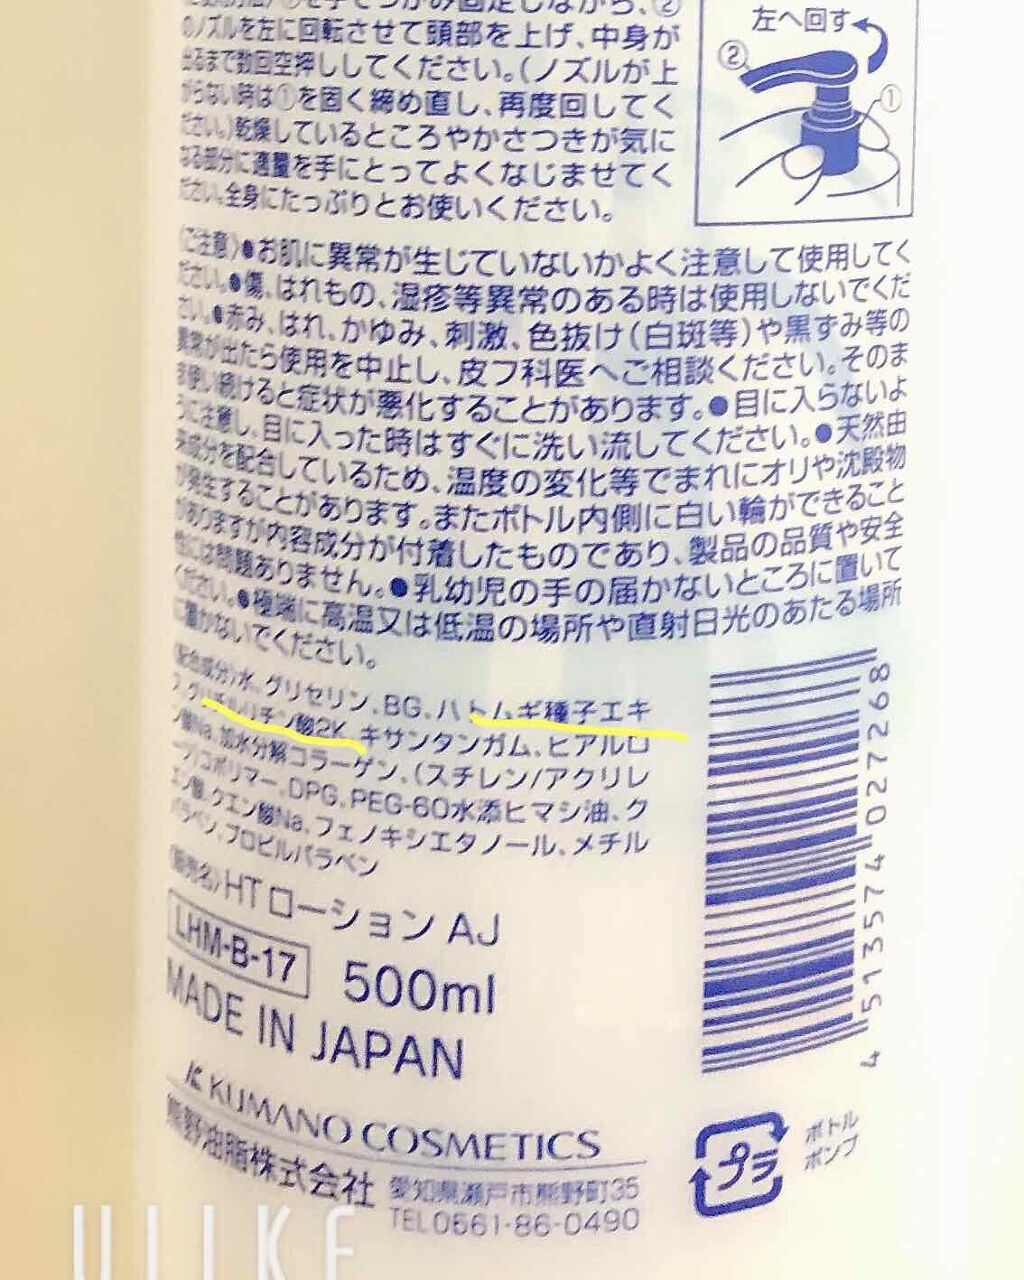 を手でつかみ固定しながら、②
のノズルを左に回転させて頭部を上げ、中身が
出るまで数回空押ししてください。(ノズルが上
がらない時は①を固く締め直し、再度回してく
ださい。)乾燥しているところやかさつきが気に
なる部分に適量を手にとってよくなじませてく
ださい。全身にたっぷりとお使いください。
左へ回す
②
①
〈ご注意〉●お肌に異常が生じていないかよく注意して使用してく
ださい。●傷、はれもの、湿疹等異常のある時は使用しないでくだ
さい。●赤み、はれ、かゆみ、刺激、色抜け(白斑等)や黒ずみ等の
異常が出たら使用を中止し、皮フ科医へご相談ください。そのま
ま使い続けると症状が悪化することがあります。●目に入らないよ
うに注意し、目に入った時はすぐに洗い流してください。●天然由
来成分を配合しているため、温度の変化等でまれにオリや沈殿物
が発生することがあります。またボトル内側に白い輪ができること
がありますが内容成分が付着したものであり、製品の品質や安全
性には問題ありません。●乳幼児の手の届かないところに置いて
ください。●極端に高温又は低温の場所や直射日光のあたる場所
に置かないでください。
〈配合成分〉水、グリセリン、BG、ハトムギ種子エキ
ス、グリチルリチン酸2K、キサンタンガム、ヒアルロ
ン酸Na、加水分解コラーゲン、(スチレン/アクリレ
ーツ)コポリマー、DPG、PEG-60水添ヒマシ油、ク
エン酸、クエン酸Na、フェノキシエタノール、メチル
パラベン、プロピルパラベン
〈販売名〉HT ローション AJ
LHM-B-17 500ml
MADE IN JAPAN
KUMANO COSMETICS
熊野油脂株式会社 愛知県瀬戸市熊野町35
TEL0561-86-0490
4 513574 027268
プラ
ボトル
ポンプ
ULIKE